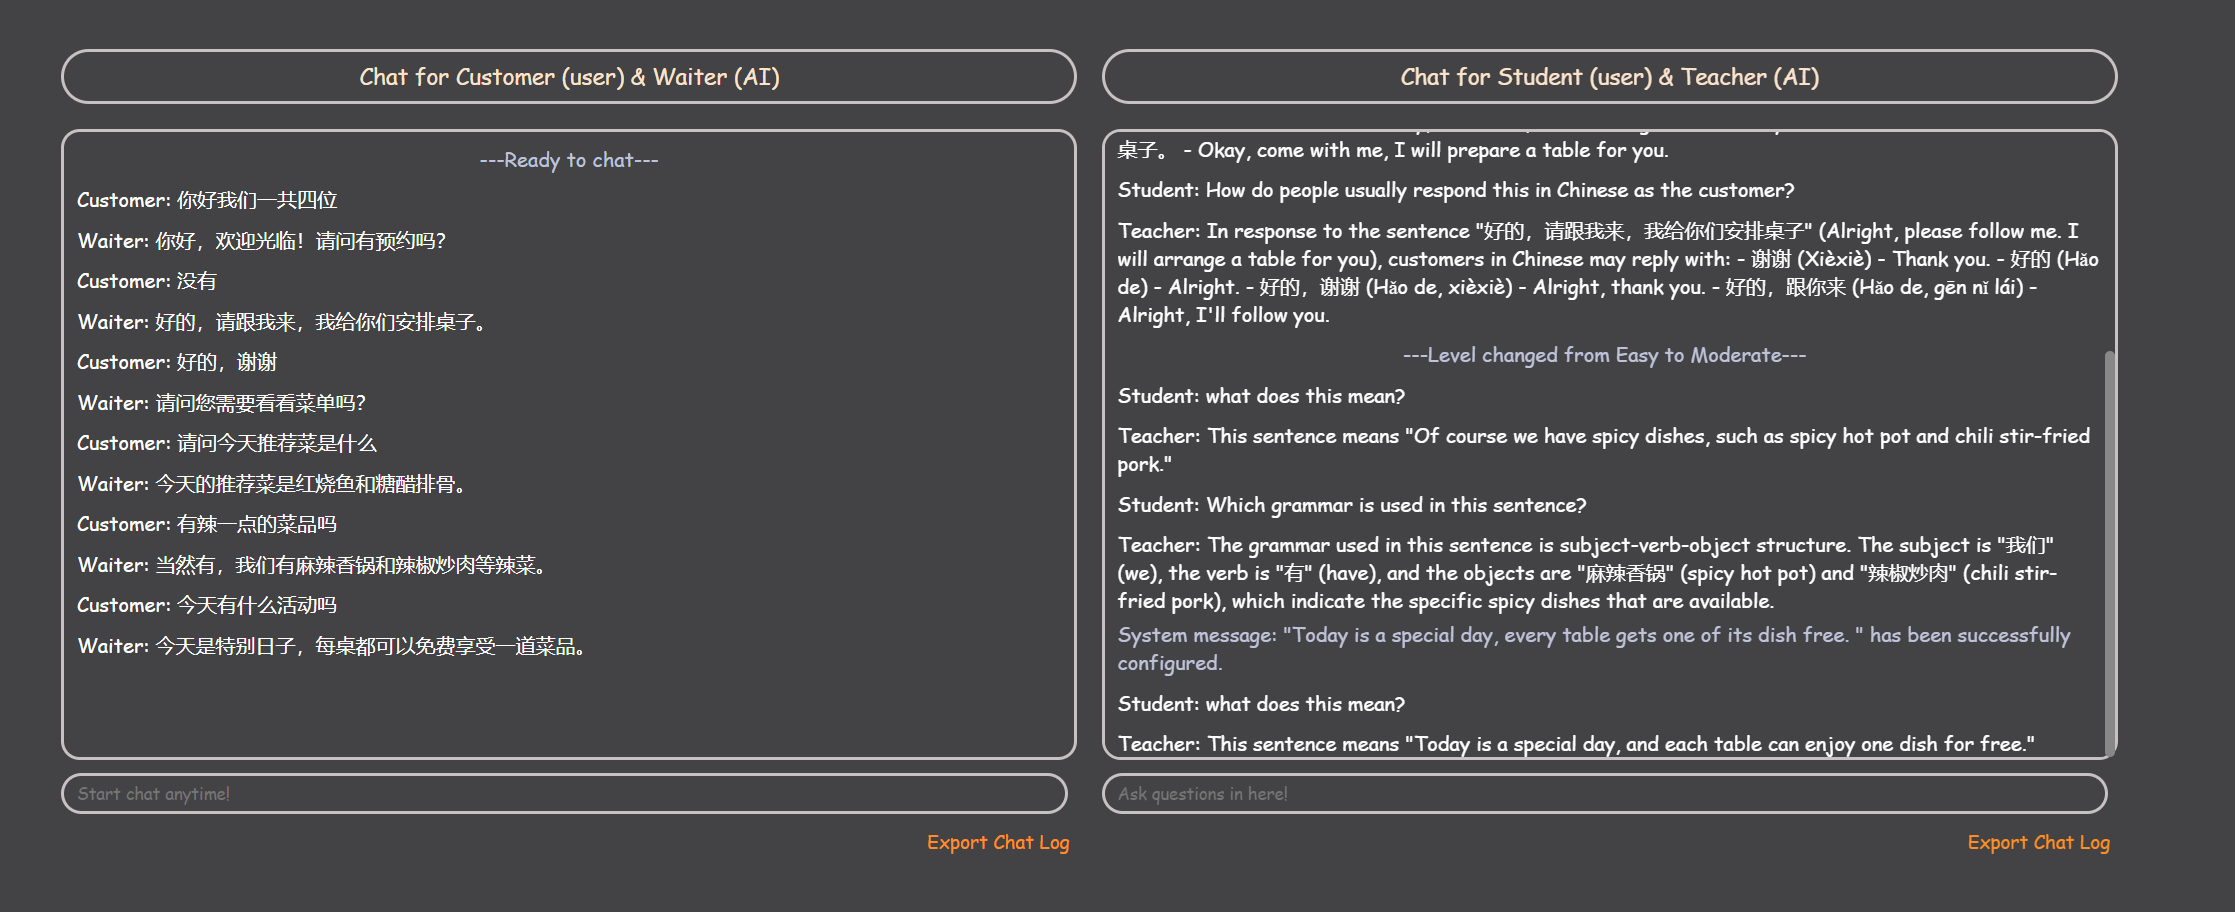 Chat for Customer (user) & Waiter (AI)
---Ready to chat---
Customer: 你好我们一共四位
Waiter: 你好，欢迎光临！请问有预约吗？
Customer: 没有
Waiter: 好的，请跟我来，我给你们安排桌子。
Customer: 好的，谢谢
Waiter: 请问您需要看看菜单吗？
Customer: 请问今天推荐菜是什么
Waiter: 今天的推荐菜是红烧鱼和糖醋排骨。
Customer: 有辣一点的菜品吗
Waiter: 当然有，我们有麻辣香锅和辣椒炒肉等辣菜。
Customer: 今天有什么活动吗
Waiter: 今天是特别日子，每桌都可以免费享受一道菜品。
Start chat anytime!
Export Chat Log
Chat for Student (user) & Teacher (AI)
桌子。 - Okay, come with me, I will prepare a table for you.
Student: How do people usually respond this in Chinese as the customer?
Teacher: In response to the sentence "好的，请跟我来，我给你们安排桌子" (Alright, please follow me. I
will arrange a table for you), customers in Chinese may reply with: - 谢谢 (Xièxiè) - Thank you. - 好的 (Hǎo
de) - Alright. - 好的，谢谢 (Hǎo de, xièxiè) - Alright, thank you. - 好的，跟你来 (Hǎo de, gēn nǐ lái) -
Alright, I'll follow you.
---Level changed from Easy to Moderate---
Student: what does this mean?
Teacher: This sentence means "Of course we have spicy dishes, such as spicy hot pot and chili stir-fried
pork."
Student: Which grammar is used in this sentence?
Teacher: The grammar used in this sentence is subject-verb-object structure. The subject is "我们"
(we), the verb is "有" (have), and the objects are "麻辣香锅" (spicy hot pot) and "辣椒炒肉" (chili stir-
fried pork), which indicate the specific spicy dishes that are available.
System message: "Today is a special day, every table gets one of its dish free. " has been successfully
configured.
Student: what does this mean?
Teacher: This sentence means "Today is a special day, and each table can enjoy one dish for free."
Ask questions in here!
Export Chat Log